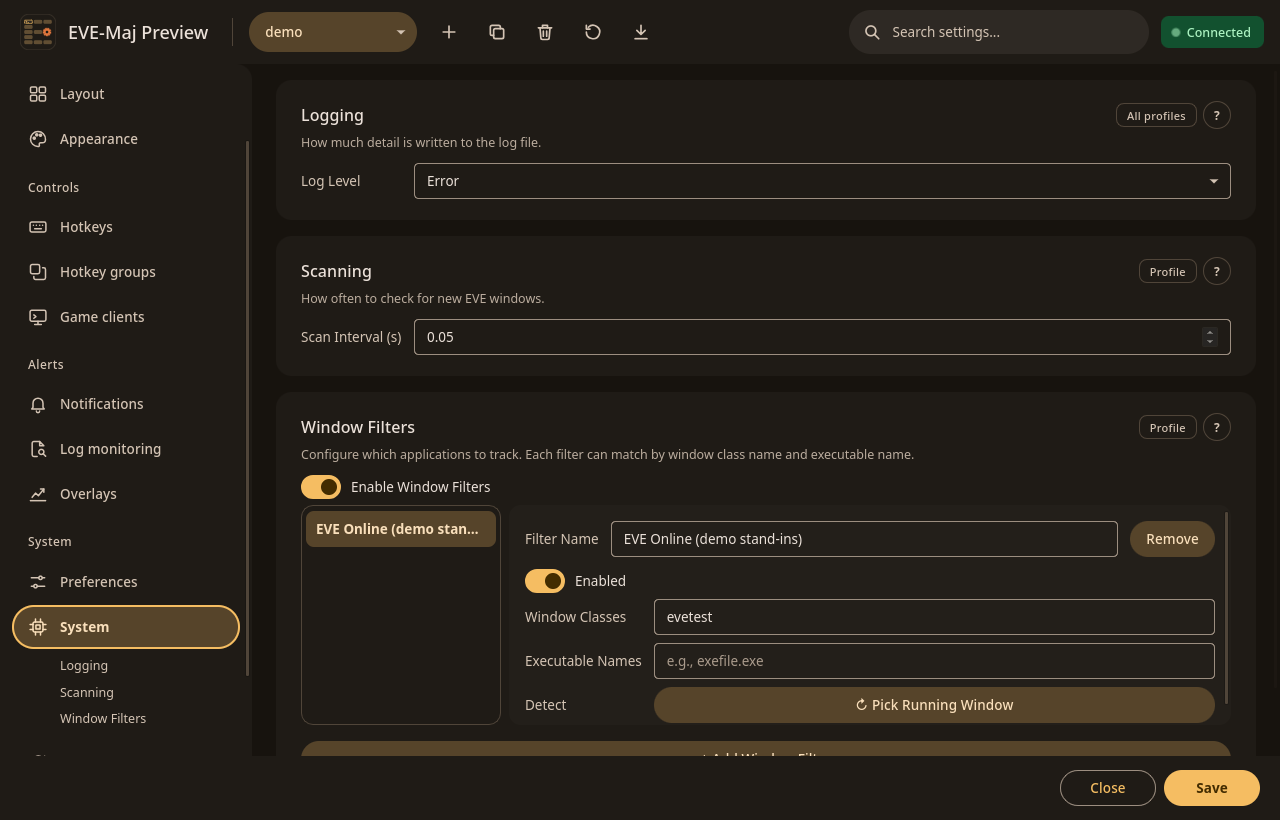 EVE-Maj Preview
demo
Search settings...
Connected
Layout
Appearance
Controls
Hotkeys
Hotkey groups
Game clients
Alerts
Notifications
Log monitoring
Overlays
System
Preferences
System
Logging
Scanning
Window Filters
Logging
All profiles
?
How much detail is written to the log file.
Log Level
Error
Scanning
Profile
?
How often to check for new EVE windows.
Scan Interval (s)
0.05
Window Filters
Profile
?
Configure which applications to track. Each filter can match by window class name and executable name.
Enable Window Filters
EVE Online (demo stan...
Filter Name
EVE Online (demo stand-ins)
Remove
Enabled
Window Classes
evetest
Executable Names
e.g., exefile.exe
Detect
↻ Pick Running Window
Close
Save